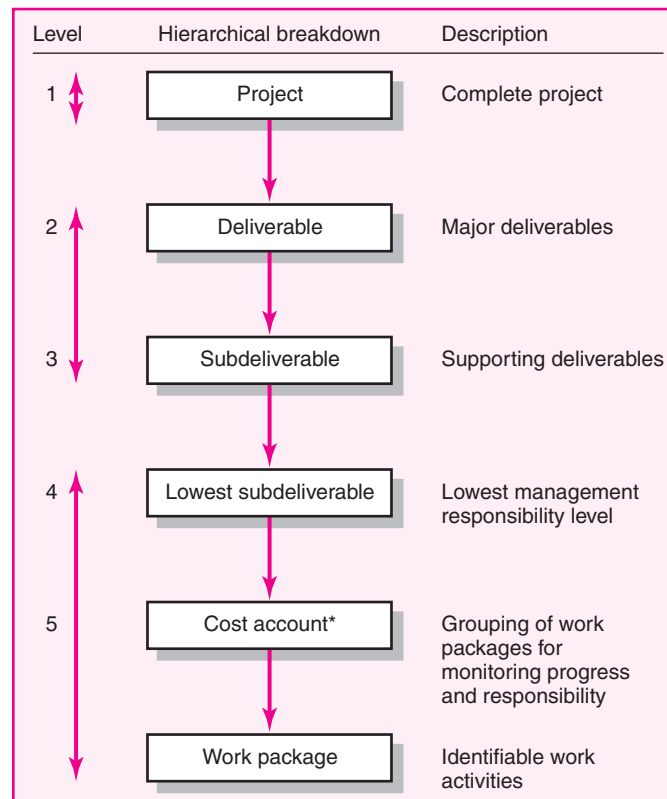 Level Hierarchical breakdown Description
1 Project Complete project
2 Deliverable Major deliverables
3 Subdeliverable Supporting deliverables
4 Lowest subdeliverable Lowest management
responsibility level
5 Cost account* Grouping of work
packages for
monitoring progress
and responsibility
Work package Identifiable work
activities